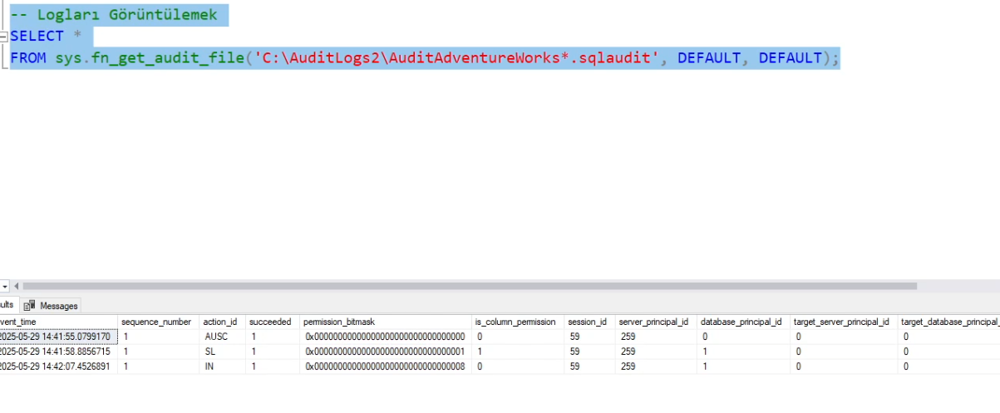 -- Logları Görüntülemek
SELECT *
FROM sys.fn_get_audit_file('C:\AuditLogs2\AuditAdventureWorks*.sqlaudit', DEFAULT, DEFAULT);
ults Messages
vent_time sequence_number action_id succeeded permission_bitmask is_column_permission session_id server_principal_id database_principal_id target_server_principal_id target_database_principal_
2025-05-29 14:41:55.0799170 1 AUSC 1 0x00000000000000000000000000000000 0 59 259 0 0 0
2025-05-29 14:41:58.8856715 1 SL 1 0x00000000000000000000000000000001 1 59 259 1 0 0
2025-05-29 14:42:07.4526891 1 IN 1 0x00000000000000000000000000000008 0 59 259 1 0 0